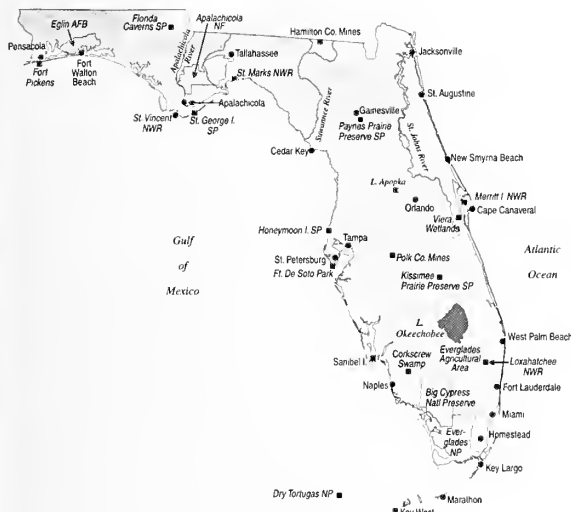 Eglin AFB
Florida
Caverns SP
Apalachicola
NF
Apalachicola
River
Hamilton Co. Mines
Pensacola
Fort
Pickens
Fort
Walton
Beach
Tallahassee
St. Marks NWR
Jacksonville
St. Vincent
NWR
St. George I.
SP
Apalachicola
Suwannee River
Gainesville
Paynes Prairie
Preserve SP
St. Johns River
St. Augustine
Cedar Key
New Smyrna Beach
L. Apopka
Orlando
Merritt I. NWR
Cape Canaveral
Viera
Wetlands
Honeymoon I. SP
Tampa
Gulf
of
Mexico
St. Petersburg
Ft. De Soto Park
Polk Co. Mines
Kissimee
Prairie Preserve SP
Atlantic
Ocean
L.
Okeechobee
West Palm Beach
Sanibel I.
Corkscrew
Swamp
Everglades
Agricultural
Area
Loxahatchee
NWR
Naples
Big Cypress
Natl Preserve
Fort Lauderdale
Miami
Ever-
glades
NP
Homestead
Key Largo
Dry Tortugas NP
Marathon
Key West